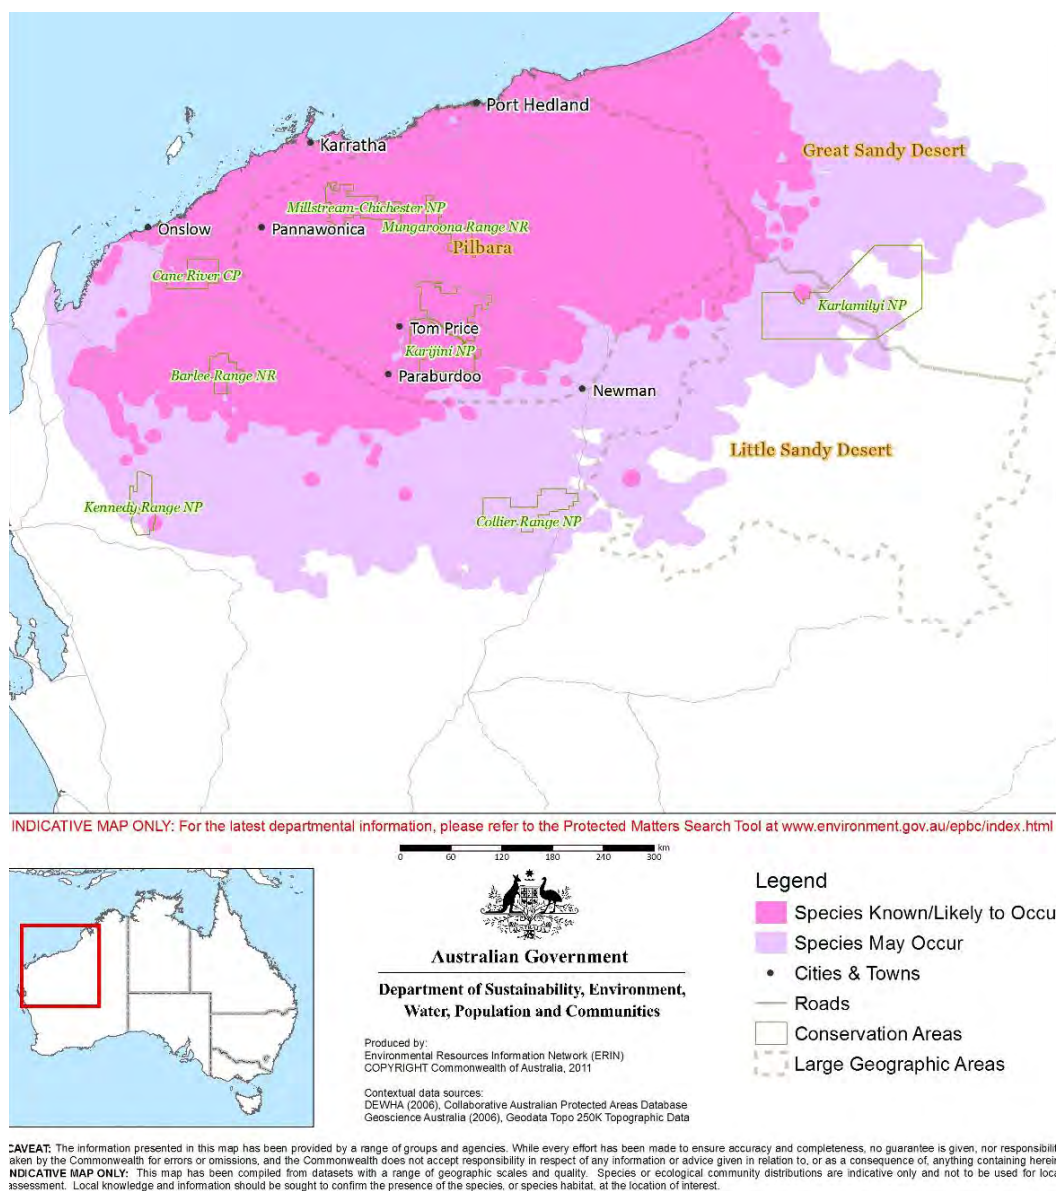 Port Hedland
Karratha
Great Sandy Desert
Millstream-Chichester NP
Onslow
Pannawonica
Mungaroona Range NR
Pilbara
Cane River CP
Karlamilyi NP
Tom Price
Karijini NP
Barlee Range NR
Paraburdoo
Newman
Little Sandy Desert
Kennedy Range NP
Collier Range NP
INDICATIVE MAP ONLY: For the latest departmental information, please refer to the Protected Matters Search Tool at www.environment.gov.au/epbc/index.html
km
0 60 120 180 240 300
Australian Government
Department of Sustainability, Environment,
Water, Population and Communities
Produced by:
Environmental Resources Information Network (ERIN)
COPYRIGHT Commonwealth of Australia, 2011
Contextual data sources:
DEWHA (2006), Collaborative Australian Protected Areas Database
Geoscience Australia (2006), Geodata Topo 250K Topographic Data
Legend
Species Known/Likely to Occu
Species May Occur
Cities & Towns
Roads
Conservation Areas
Large Geographic Areas
CAVEAT: The information presented in this map has been provided by a range of groups and agencies. While every effort has been made to ensure accuracy and completeness, no guarantee is given, nor responsibili
aken by the Commonwealth for errors or omissions, and the Commonwealth does not accept responsibility in respect of any information or advice given in relation to, or as a consequence of, anything containing herein
INDICATIVE MAP ONLY: This map has been compiled from datasets with a range of geographic scales and quality. Species or ecological community distributions are indicative only and not to be used for loca
assessment. Local knowledge and information should be sought to confirm the presence of the species, or species habitat, at the location of interest.